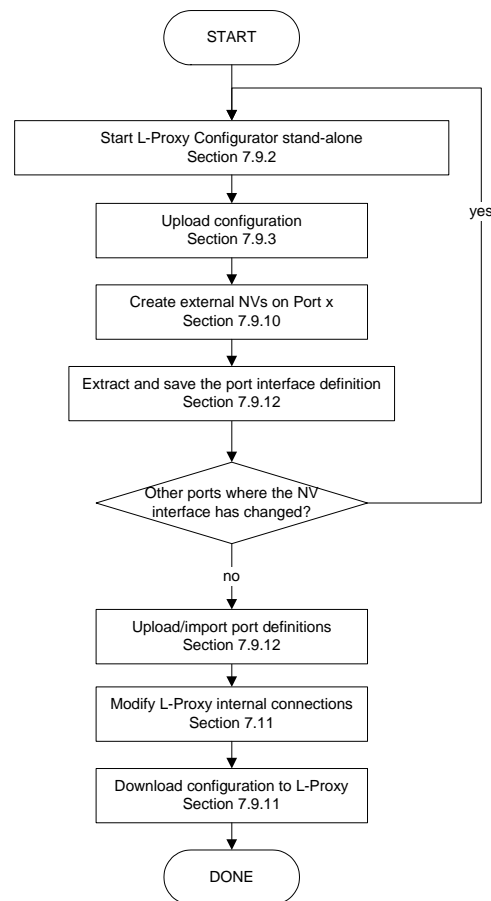 START
Start L-Proxy Configurator stand-alone
Section 7.9.2
yes
Upload configuration
Section 7.9.3
Create external NVs on Port x
Section 7.9.10
Extract and save the port interface definition
Section 7.9.12
Other ports where the NV
interface has changed?
no
Upload/import port definitions
Section 7.9.12
Modify L-Proxy internal connections
Section 7.11
Download configuration to L-Proxy
Section 7.9.11
DONE